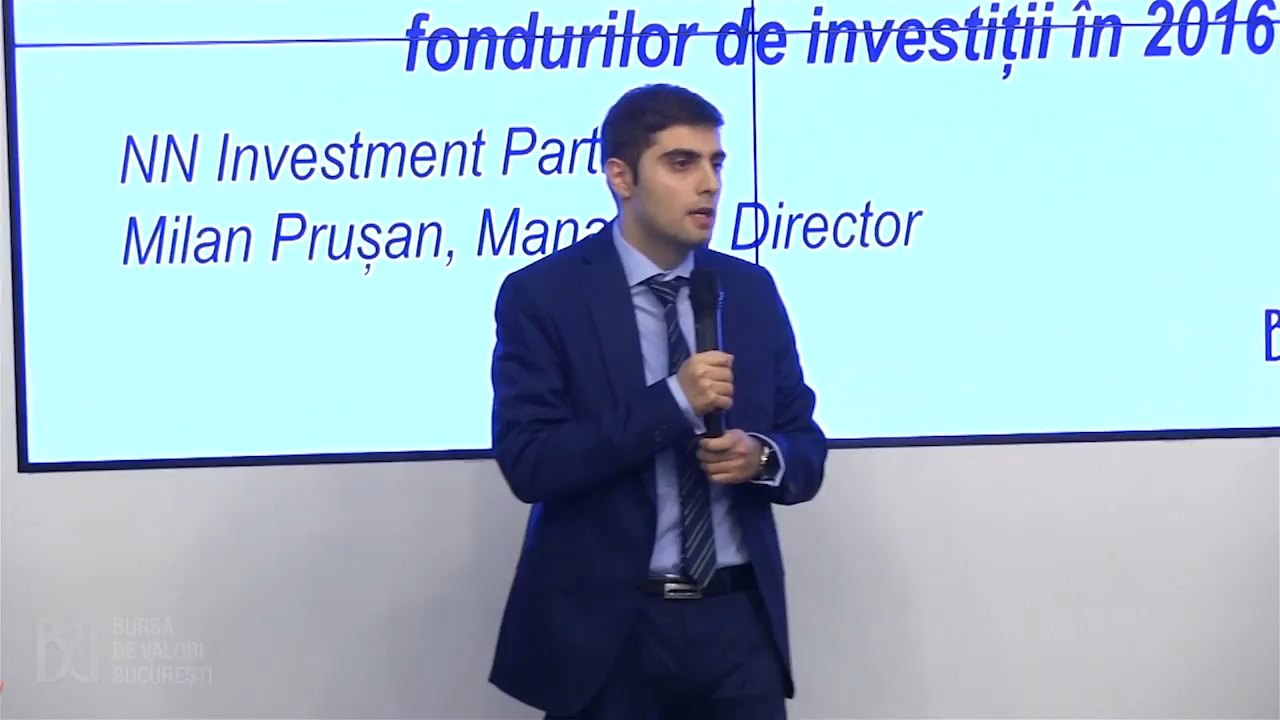 fondurilor de investiții în 2016
NN Investment Part
Milan Prușan, Mana Director
B
BURSA
DE VALORI
BUCUREȘTI